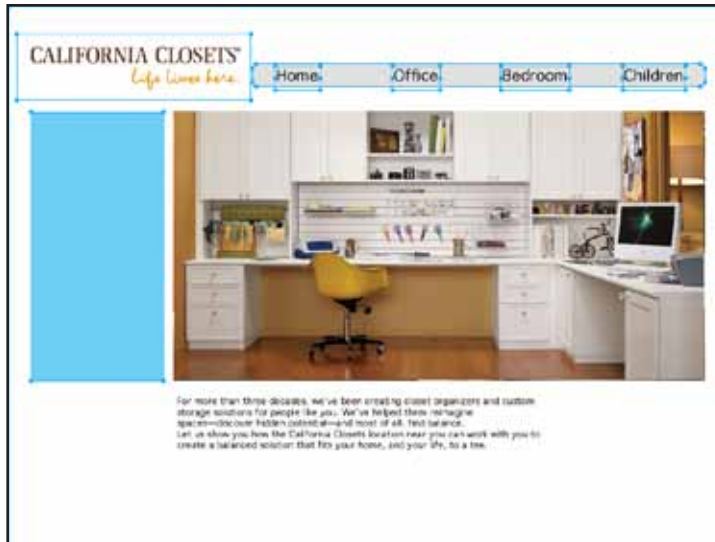 CALIFORNIA CLOSETS®
life lives here
Home Office Bedroom Children
For more than three decades, we've been creating closet organizers and custom
storage solutions for people like you. We've helped them reimagine
spaces—discover hidden potential—and most of all, find balance.
Let us show you how the California Closets location near you can work with you to
create a balanced solution that fits your home, and your life, to a tee.